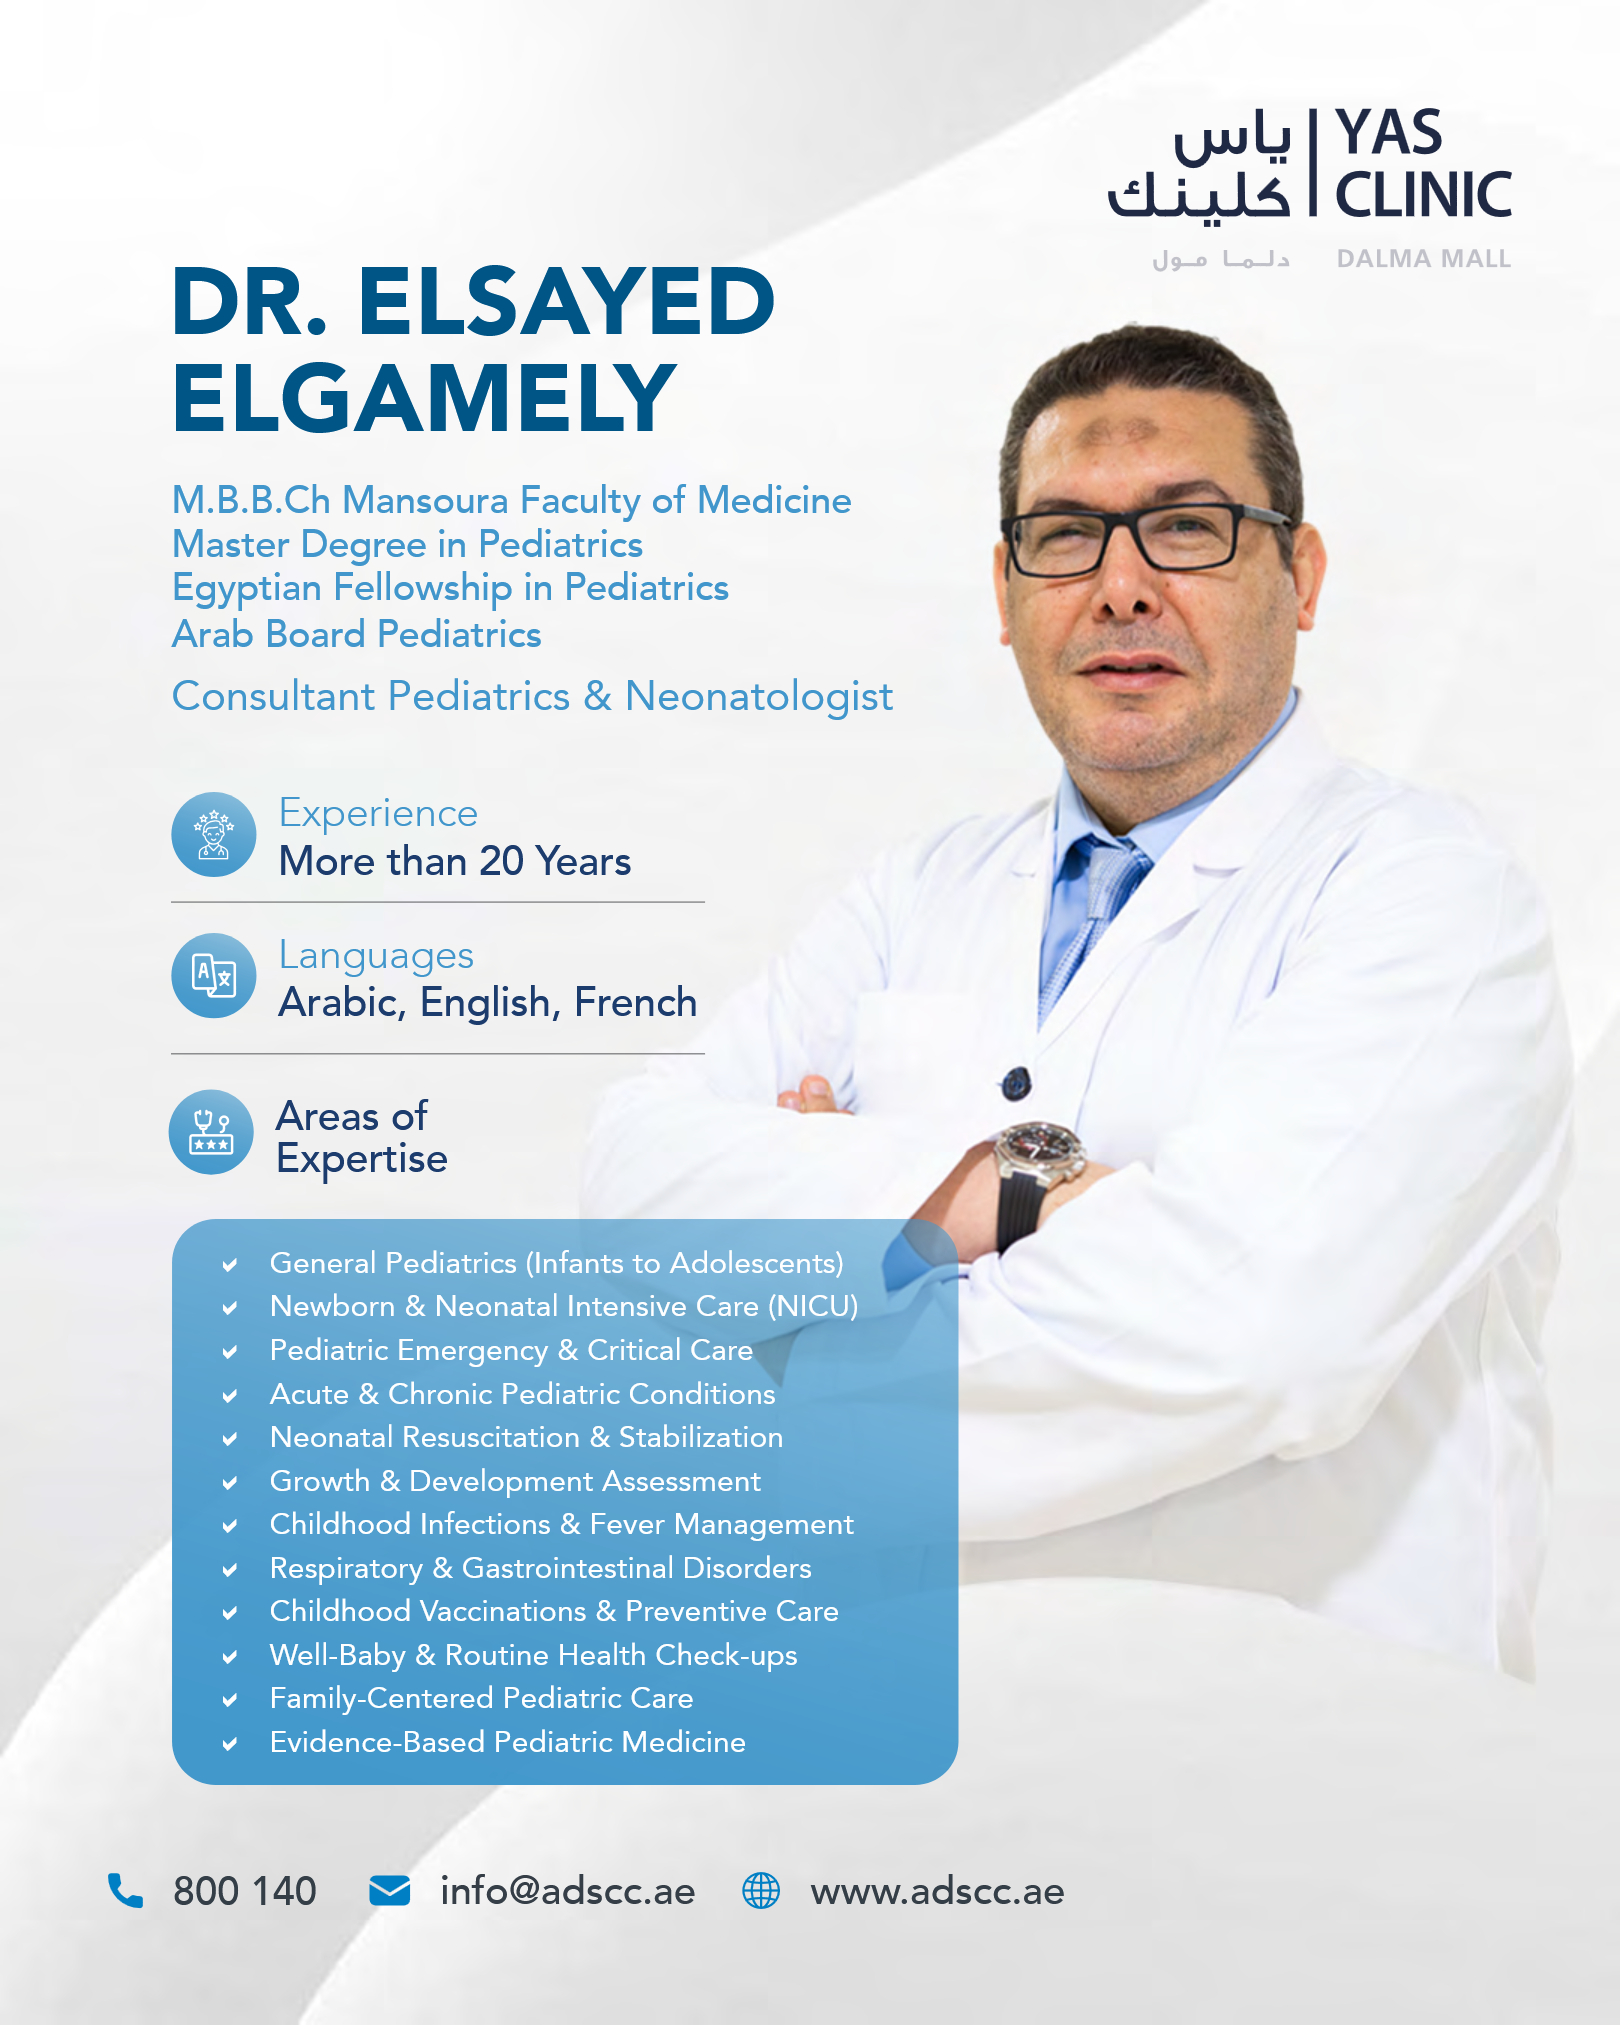 ياس كلينك
YAS CLINIC
دلما مول
DALMA MALL
DR. ELSAYED
ELGAMELY
M.B.B.Ch Mansoura Faculty of Medicine
Master Degree in Pediatrics
Egyptian Fellowship in Pediatrics
Arab Board Pediatrics
Consultant Pediatrics & Neonatologist
Experience
More than 20 Years
Languages
Arabic, English, French
Areas of
Expertise
General Pediatrics (Infants to Adolescents)
Newborn & Neonatal Intensive Care (NICU)
Pediatric Emergency & Critical Care
Acute & Chronic Pediatric Conditions
Neonatal Resuscitation & Stabilization
Growth & Development Assessment
Childhood Infections & Fever Management
Respiratory & Gastrointestinal Disorders
Childhood Vaccinations & Preventive Care
Well-Baby & Routine Health Check-ups
Family-Centered Pediatric Care
Evidence-Based Pediatric Medicine
800 140
info@adscc.ae
www.adscc.ae